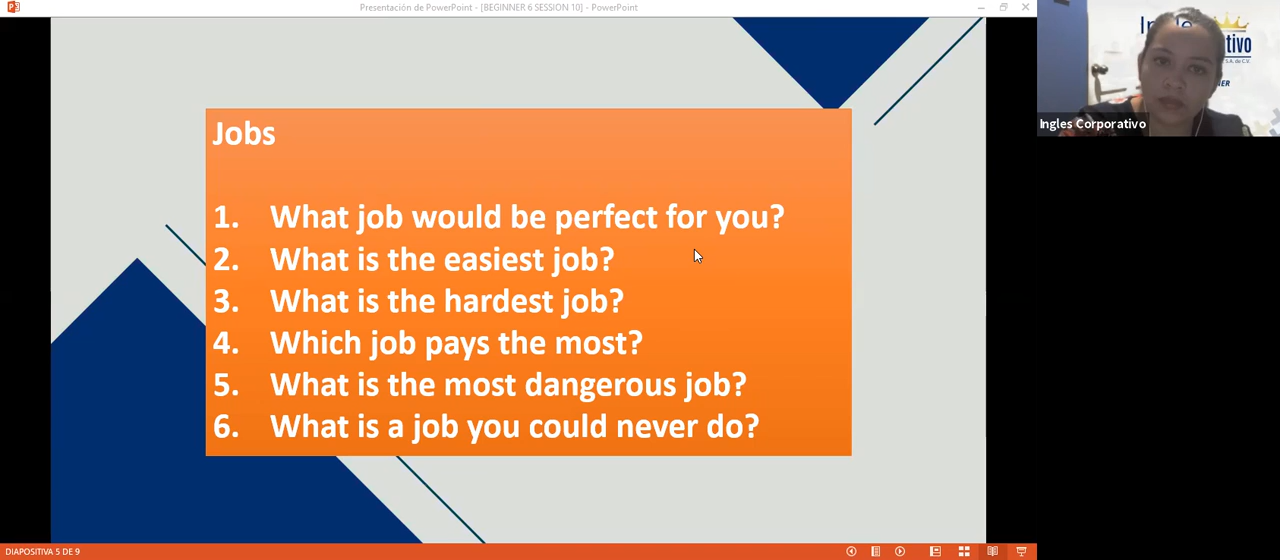 Presentación de PowerPoint - [BEGINNER 6 SESSION 10] - PowerPoint
Jobs
1. What job would be perfect for you?
2. What is the easiest job?
3. What is the hardest job?
4. Which job pays the most?
5. What is the most dangerous job?
6. What is a job you could never do?
Ingles Corporativo
DIAPOSITIVA 5 DE 9